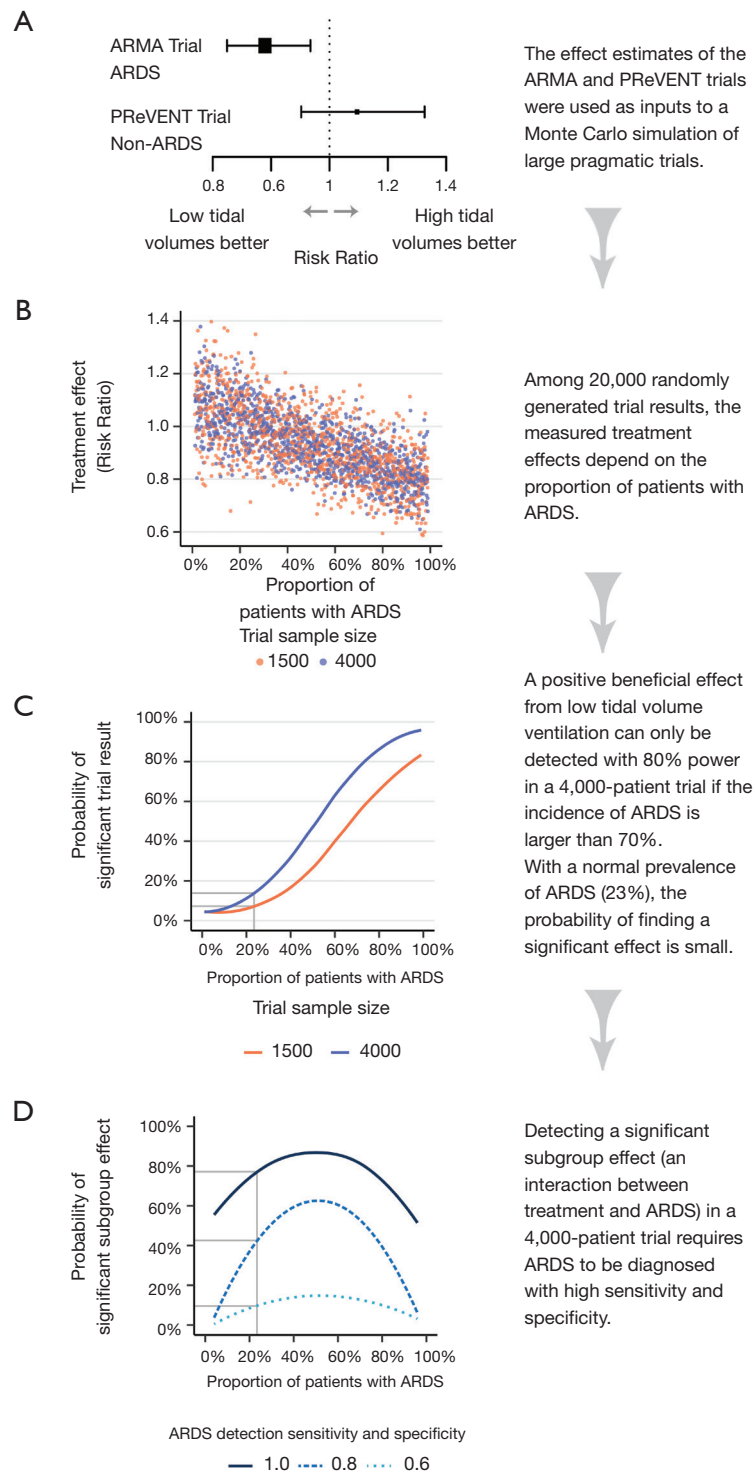 A
ARMA Trial
ARDS
PReVENT Trial
Non-ARDS
0.8 0.6 1 1.2 1.4
Low tidal
volumes better
High tidal
volumes better
Risk Ratio
The effect estimates of the
ARMA and PReVENT trials
were used as inputs to a
Monte Carlo simulation of
large pragmatic trials.
B
Treatment effect
(Risk Ratio)
1.4
1.2
1.0
0.8
0.6
0% 20% 40% 60% 80% 100%
Proportion of
patients with ARDS
Trial sample size
1500 4000
Among 20,000 randomly
generated trial results, the
measured treatment
effects depend on the
proportion of patients with
ARDS.
C
Probability of
significant trial result
100%
80%
60%
40%
20%
0%
0% 20% 40% 60% 80% 100%
Proportion of patients with ARDS
Trial sample size
1500 4000
A positive beneficial effect
from low tidal volume
ventilation can only be
detected with 80% power
in a 4,000-patient trial if the
incidence of ARDS is
larger than 70%.
With a normal prevalence
of ARDS (23%), the
probability of finding a
significant effect is small.
D
Probability of
significant subgroup effect
100%
80%
60%
40%
20%
0%
0% 20% 40% 60% 80% 100%
Proportion of patients with ARDS
ARDS detection sensitivity and specificity
1.0 0.8 0.6
Detecting a significant
subgroup effect (an
interaction between
treatment and ARDS) in a
4,000-patient trial requires
ARDS to be diagnosed
with high sensitivity and
specificity.